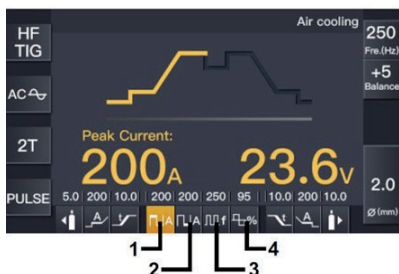 Air cooling
HF
TIG
250
Fre.(Hz)
+5
Balance
AC
2T
Peak Current:
200A
23.6V
PULSE
5.0 200 10.0 200 200 250 95 10.0 200 10.0
2.0
Ø (mm)
A t A A f % t A
1
2
3
4